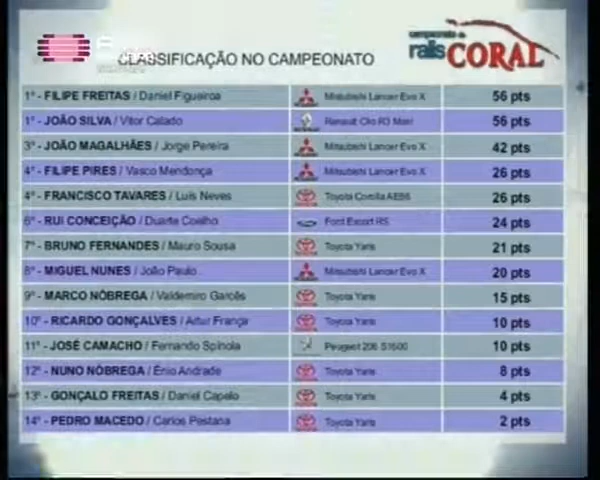 CLASSIFICAÇÃO NO CAMPEONATO
campeonato de
ralis CORAL
1º - FILIPE FREITAS / Daniel Figueiroa Mitsubishi Lancer Evo X 56 pts
1º - JOÃO SILVA / Vitor Calado Renault Clio R3 Maxi 56 pts
3º - JOÃO MAGALHÃES / Jorge Pereira Mitsubishi Lancer Evo X 42 pts
4º - FILIPE PIRES / Vasco Mendonça Mitsubishi Lancer Evo X 26 pts
4º - FRANCISCO TAVARES / Luís Neves Toyota Corolla AE86 26 pts
6º - RUI CONCEIÇÃO / Duarte Coelho Ford Escort RS 24 pts
7º - BRUNO FERNANDES / Mauro Sousa Toyota Yaris 21 pts
8º - MIGUEL NUNES / João Paulo Mitsubishi Lancer Evo X 20 pts
9º - MARCO NÓBREGA / Valdemiro Garcês Toyota Yaris 15 pts
10º - RICARDO GONÇALVES / Artur França Toyota Yaris 10 pts
11º - JOSÉ CAMACHO / Fernando Spínola Peugeot 206 S1600 10 pts
12º - NUNO NÓBREGA / Énio Andrade Toyota Yaris 8 pts
13º - GONÇALO FREITAS / Daniel Capelo Toyota Yaris 4 pts
14º - PEDRO MACEDO / Carlos Pestana Toyota Yaris 2 pts